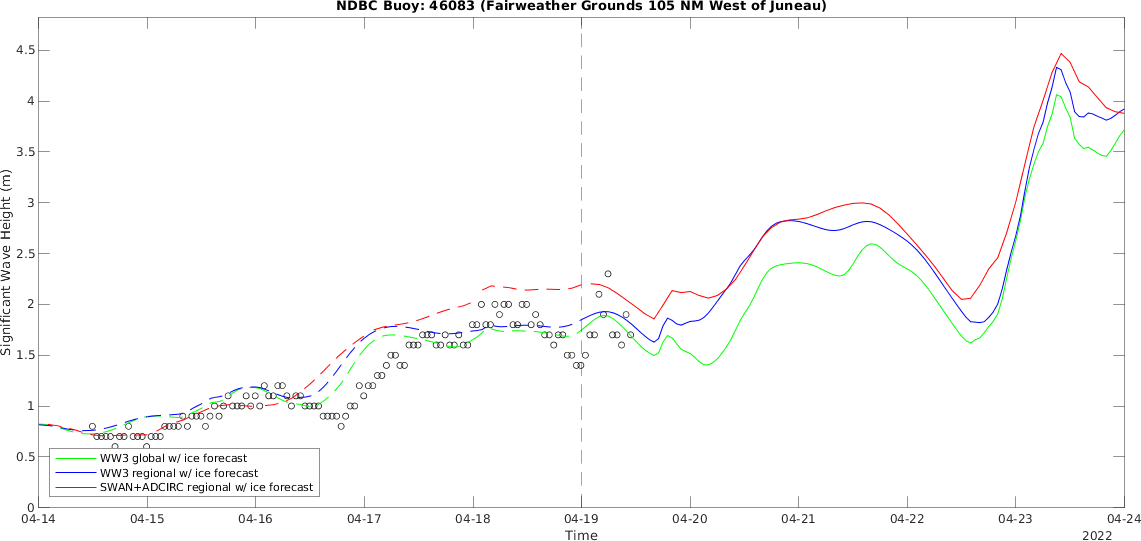 NDBC Buoy: 46083 (Fairweather Grounds 105 NM West of Juneau)
Significant Wave Height (m)
4.5
4
3.5
3
2.5
2
1.5
1
0.5
0
WW3 global w/ ice forecast
WW3 regional w/ ice forecast
SWAN+ADCIRC regional w/ ice forecast
04-14 04-15 04-16 04-17 04-18 04-19 04-20 04-21 04-22 04-23 04-24
Time
2022